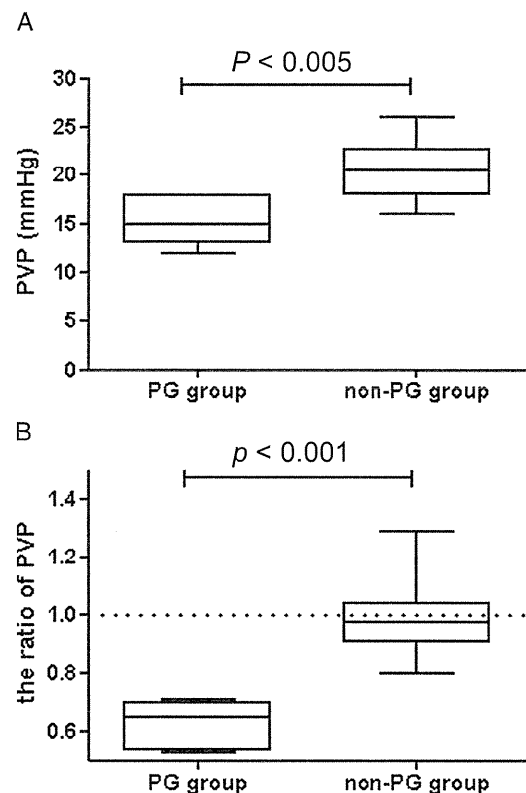 A
P < 0.005
PVP (mmHg)
30
25
20
15
10
5
0
PG group non-PG group
B
p < 0.001
the ratio of PVP
1.4
1.2
1.0
0.8
0.6
PG group non-PG group